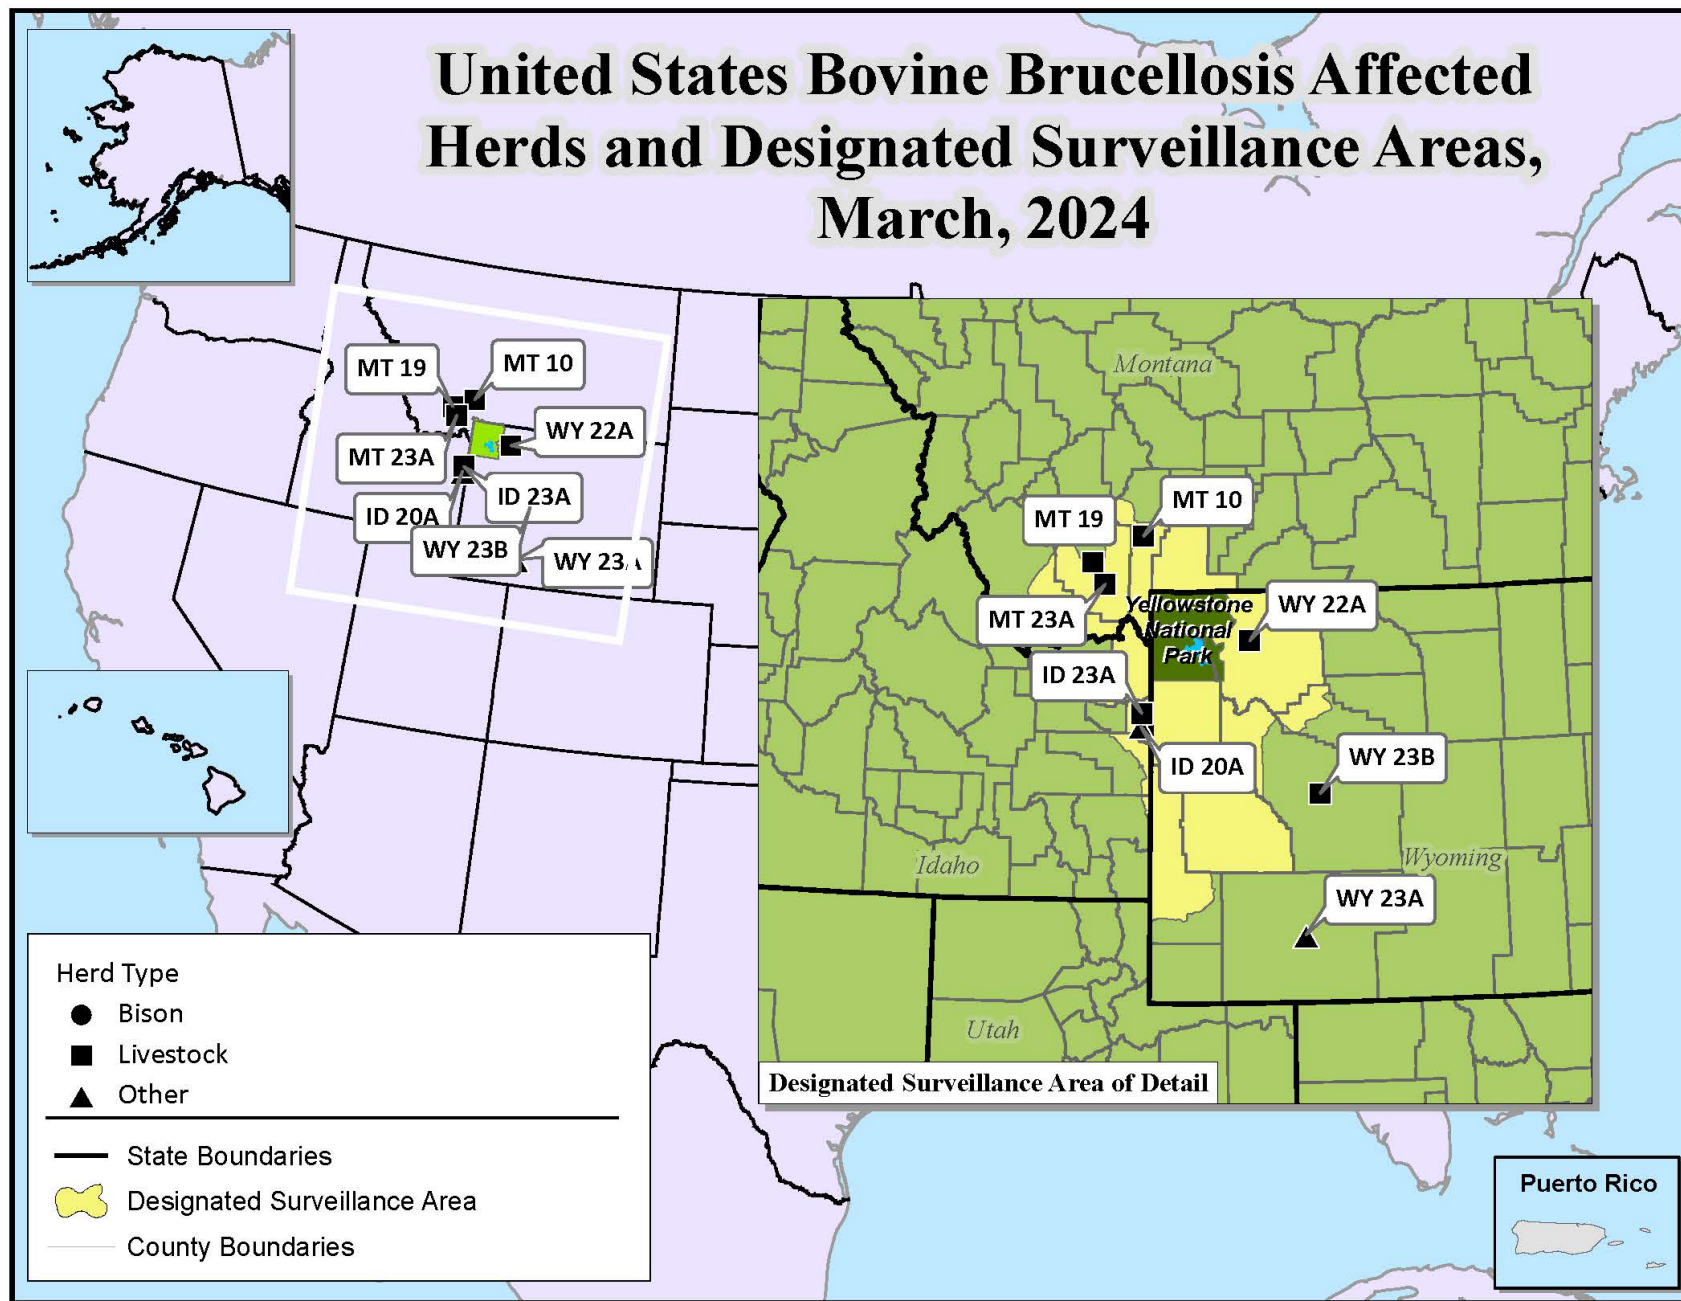 United States Bovine Brucellosis Affected
Herds and Designated Surveillance Areas,
March, 2024
MT 19
MT 10
WY 22A
MT 23A
ID 23A
ID 20A
WY 23B
WY 23A
Montana
MT 10
MT 19
WY 22A
MT 23A
Yellowstone
National
Park
ID 23A
WY 23B
ID 20A
Idaho
Wyoming
WY 23A
Utah
Designated Surveillance Area of Detail
Herd Type
Bison
Livestock
Other
State Boundaries
Designated Surveillance Area
County Boundaries
Puerto Rico